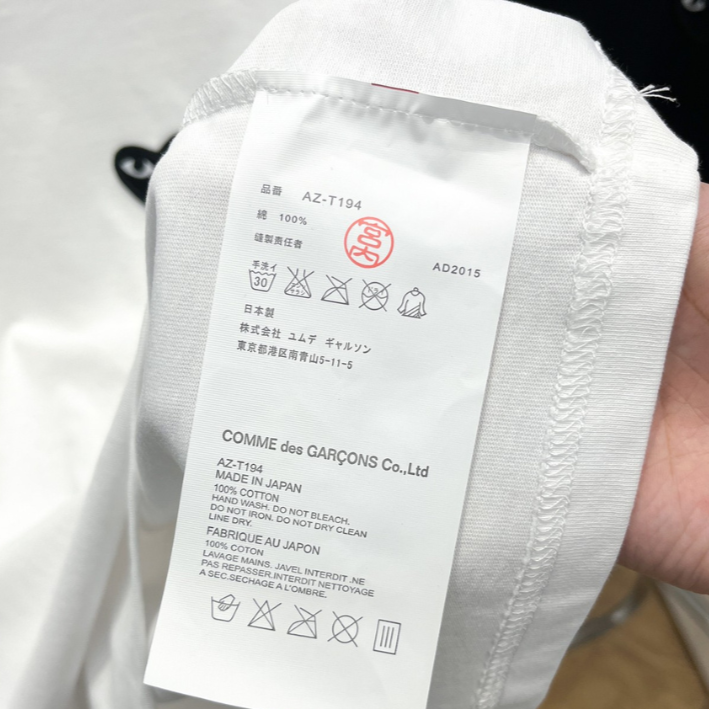 品番 AZ-T194
綿 100%
縫製責任者
宮内
AD2015
手洗イ
30
日本製
株式会社 ユムデ ギャルソン
東京都港区南青山5-11-5
COMME des GARÇONS Co.,Ltd
AZ-T194
MADE IN JAPAN
100% COTTON
HAND WASH. DO NOT BLEACH.
DO NOT IRON. DO NOT DRY CLEAN
LINE DRY.
FABRIQUE AU JAPON
100% COTON
LAVAGE MAINS. JAVEL INTERDIT .NE
PAS REPASSER.INTERDIT NETTOYAGE
A SEC.SECHAGE A L'OMBRE.